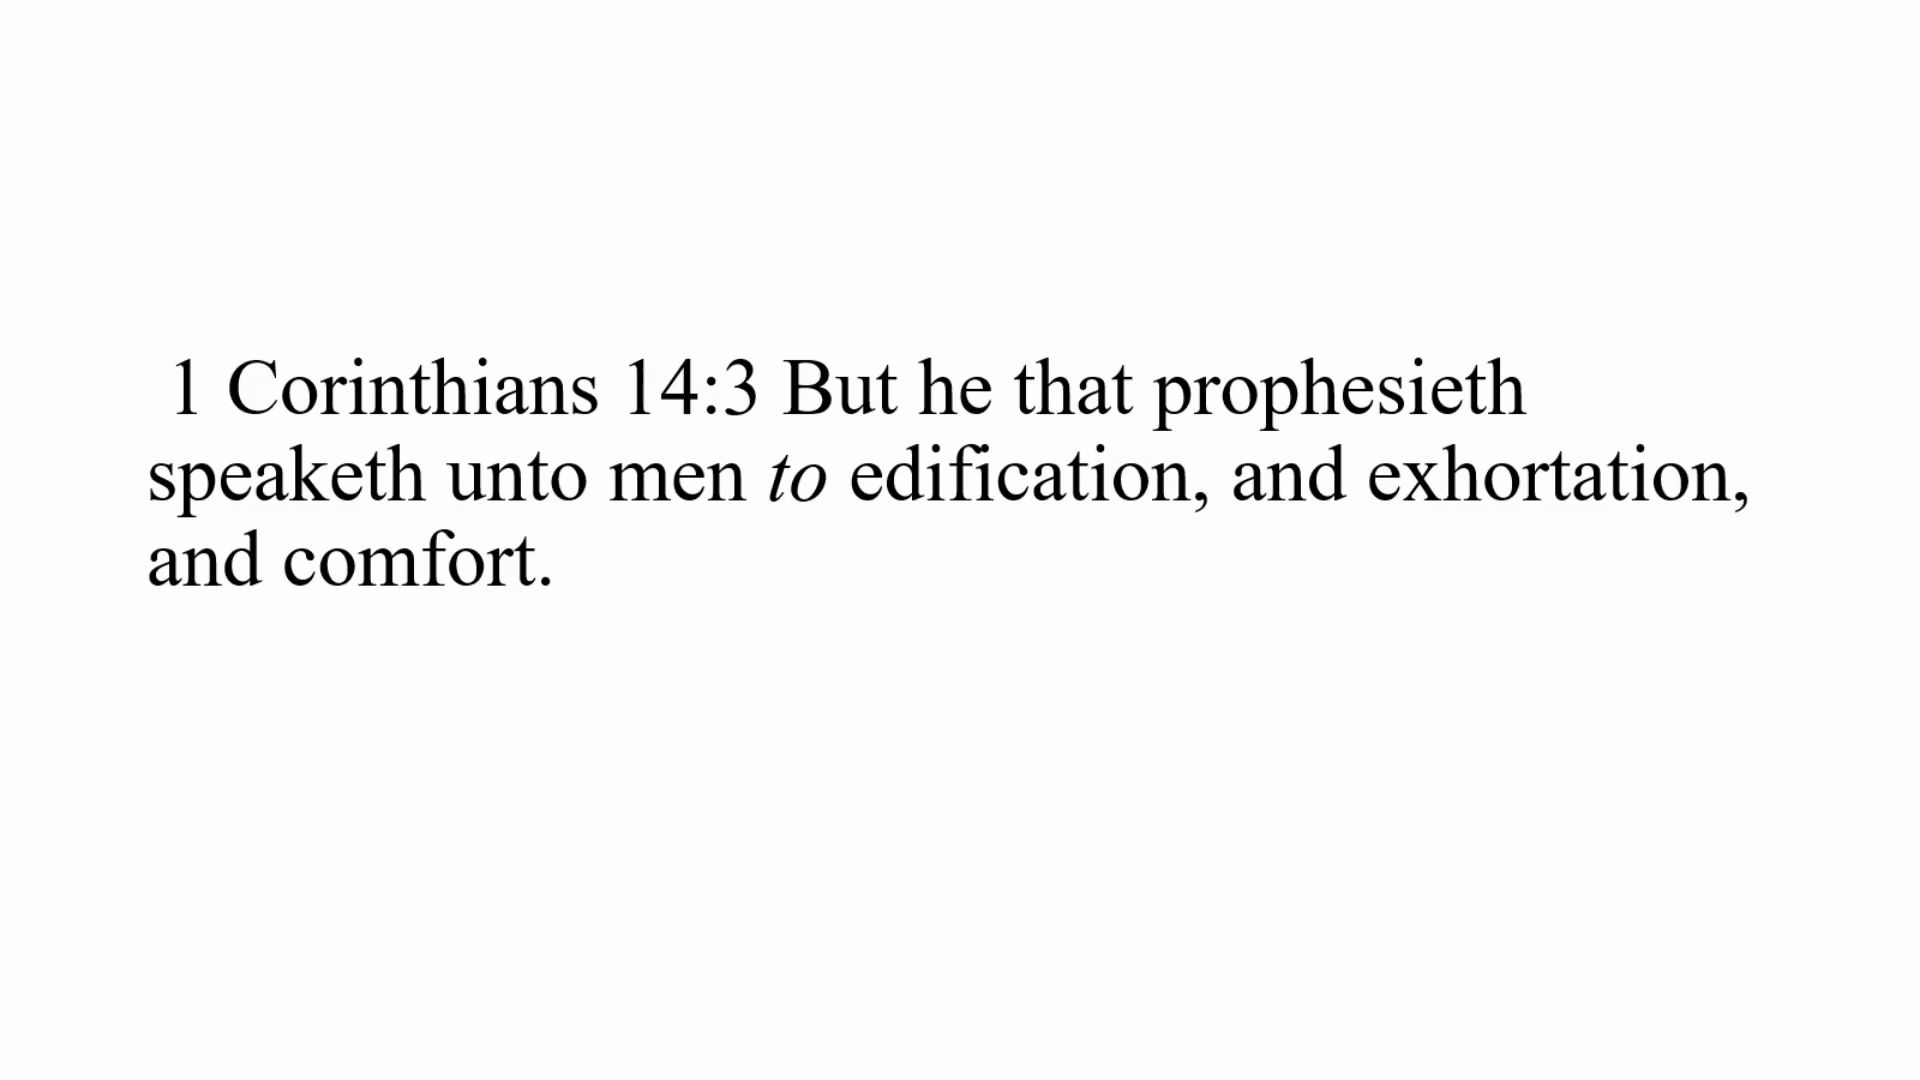 1 Corinthians 14:3 But he that prophesieth
speaketh unto men to edification, and exhortation,
and comfort.